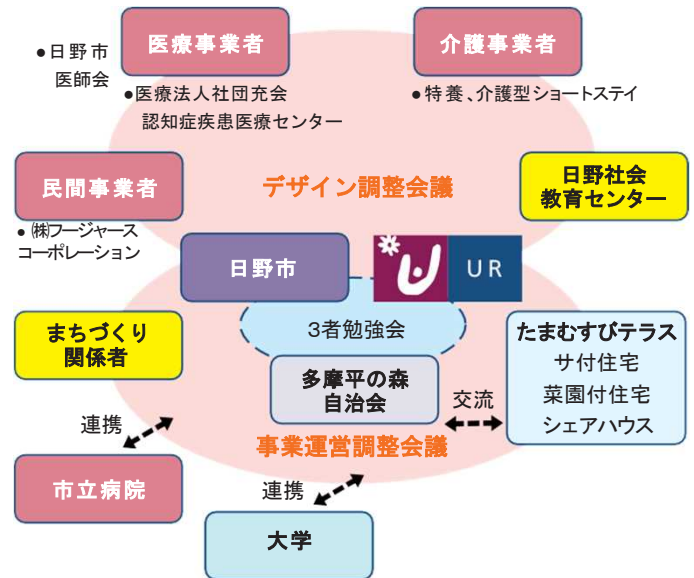 医療事業者
介護事業者
●日野市
医師会
●医療法人社団充会
認知症疾患医療センター
●特養、介護型ショートステイ
民間事業者
デザイン調整会議
日野社会
教育センター
●㈱フージャース
コーポレーション
日野市
UR
まちづくり
関係者
3者勉強会
たまむすびテラス
サ付住宅
菜園付住宅
シェアハウス
多摩平の森
自治会
交流
連携
事業運営調整会議
市立病院
連携
大学